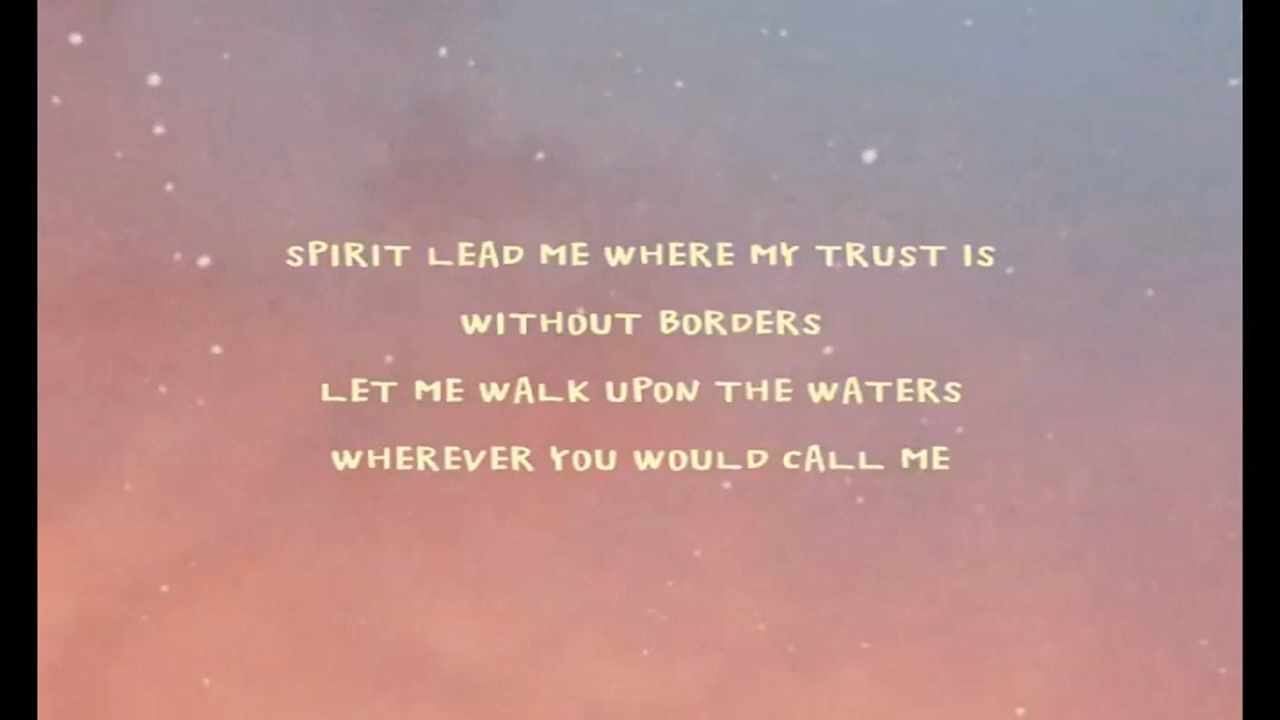 SPIRIT LEAD ME WHERE MY TRUST IS
WITHOUT BORDERS
LET ME WALK UPON THE WATERS
WHEREVER YOU WOULD CALL ME